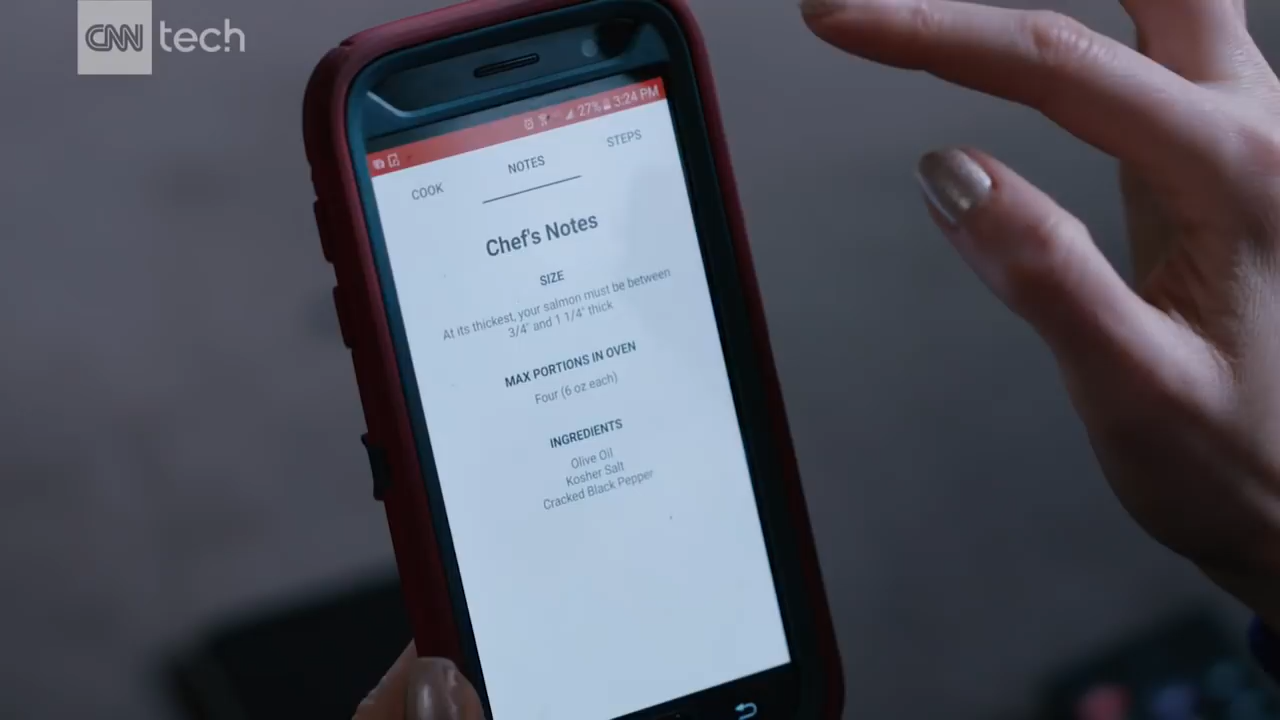 CNN tech
27% 3:24 PM
COOK NOTES STEPS
Chef's Notes
SIZE
At its thickest, your salmon must be between
3/4" and 1 1/4" thick
MAX PORTIONS IN OVEN
Four (6 oz each)
INGREDIENTS
Olive Oil
Kosher Salt
Cracked Black Pepper